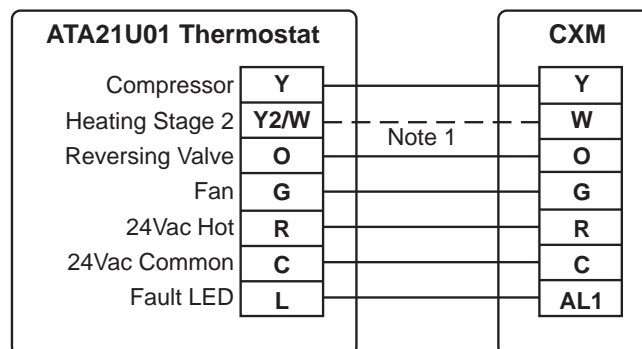 ATA21U01 Thermostat CXM
Compressor Y Y
Heating Stage 2 Y2/W Note 1 W
Reversing Valve O O
Fan G G
24Vac Hot R R
24Vac Common C C
Fault LED L AL1